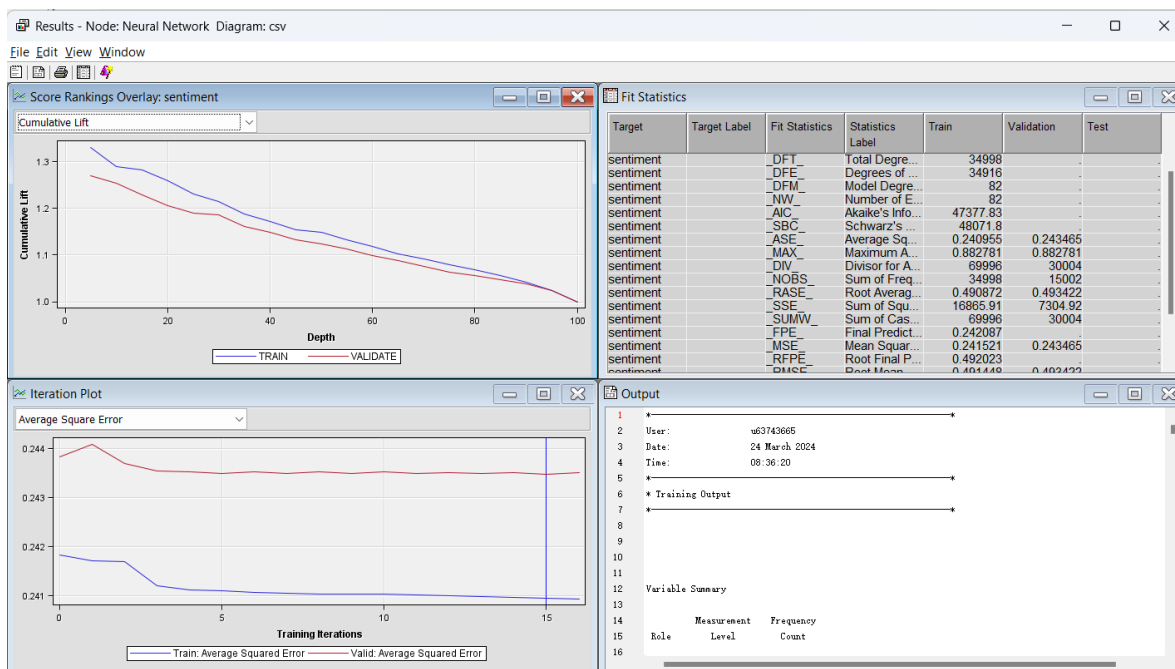 Results - Node: Neural Network Diagram: csv
File Edit View Window
Score Rankings Overlay: sentiment
Cumulative Lift
Cumulative Lift
1.3
1.2
1.1
1.0
0 20 40 60 80 100
Depth
TRAIN VALIDATE
Fit Statistics
Target Target Label Fit Statistics Statistics Label Train Validation Test
sentiment _DFT_ Total Degre... 34998 . .
sentiment _DFE_ Degrees of ... 34916 . .
sentiment _DFM_ Model Degre... 82 . .
sentiment _NW_ Number of E... 82 . .
sentiment _AIC_ Akaike's Info... 47377.83 . .
sentiment _SBC_ Schwarz's ... 48071.8 . .
sentiment _ASE_ Average Sq... 0.240955 0.243465 .
sentiment _MAX_ Maximum A... 0.882781 0.882781 .
sentiment _DIV_ Divisor for A... 69996 30004 .
sentiment _NOBS_ Sum of Freq... 34998 15002 .
sentiment _RASE_ Root Averag... 0.490872 0.493422 .
sentiment _SSE_ Sum of Squ... 16865.91 7304.92 .
sentiment _SUMW_ Sum of Cas... 69996 30004 .
sentiment _FPE_ Final Predict... 0.242087 . .
sentiment _MSE_ Mean Squar... 0.241521 0.243465 .
sentiment _RFPE_ Root Final P... 0.492023 . .
sentiment _RMSE_ Root Mean 0.491448 0.493422
Iteration Plot
Average Square Error
0.244
0.243
0.242
0.241
0 5 10 15
Training Iterations
Train: Average Squared Error Valid: Average Squared Error
Output
1 *------------------------------------------------------------*
2 User: u63743665
3 Date: 24 March 2024
4 Time: 08:36:20
5 *------------------------------------------------------------*
6 * Training Output
7 *------------------------------------------------------------*
8
9
10
11
12 Variable Summary
13
14 Measurement Frequency
15 Role Level Count
16